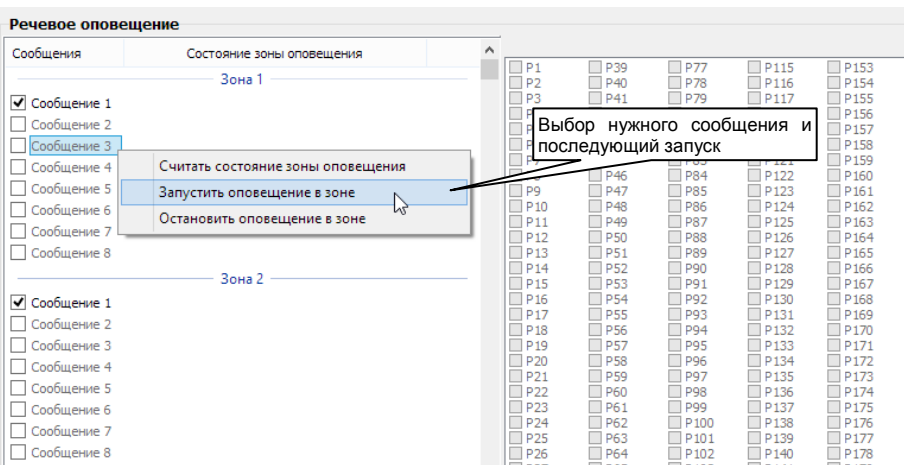 Речевое оповещение
Сообщения Состояние зоны оповещения
Зона 1
Сообщение 1
Сообщение 2
Сообщение 3
Сообщение 4
Сообщение 5
Сообщение 6
Сообщение 7
Сообщение 8
Считать состояние зоны оповещения
Запустить оповещение в зоне
Остановить оповещение в зоне
Зона 2
Сообщение 1
Сообщение 2
Сообщение 3
Сообщение 4
Сообщение 5
Сообщение 6
Сообщение 7
Сообщение 8
Выбор нужного сообщения и
последующий запуск
P1 P39 P77 P115 P153
P2 P40 P78 P116 P154
P3 P41 P79 P117 P155
P156
P157
P158
P159
P46 P84 P122 P160
P9 P47 P85 P123 P161
P10 P48 P86 P124 P162
P11 P49 P87 P125 P163
P12 P50 P88 P126 P164
P13 P51 P89 P127 P165
P14 P52 P90 P128 P166
P15 P53 P91 P129 P167
P16 P54 P92 P130 P168
P17 P55 P93 P131 P169
P18 P56 P94 P132 P170
P19 P57 P95 P133 P171
P20 P58 P96 P134 P172
P21 P59 P97 P135 P173
P22 P60 P98 P136 P174
P23 P61 P99 P137 P175
P24 P62 P100 P138 P176
P25 P63 P101 P139 P177
P26 P64 P102 P140 P178